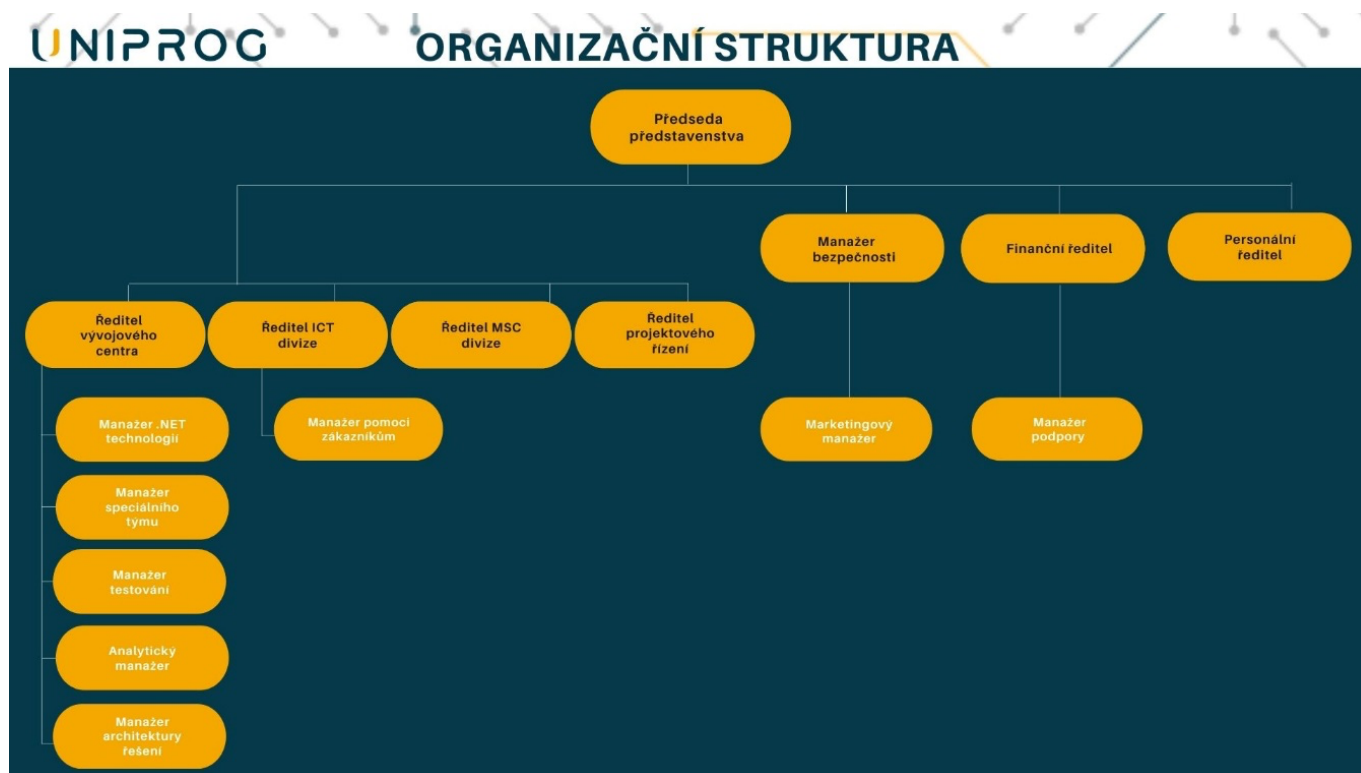 UNIPROG
ORGANIZAČNÍ STRUKTURA
Předseda
představenstva
Manažer
bezpečnosti
Finanční ředitel
Personální
ředitel
Ředitel
vývojového
centra
Ředitel ICT
divize
Ředitel MSC
divize
Ředitel
projektového
řízení
Manažer .NET
technologií
Manažer pomoci
zákazníkům
Marketingový
manažer
Manažer
podpory
Manažer
speciálního
týmu
Manažer
testování
Analytický
manažer
Manažer
architektury
řešení